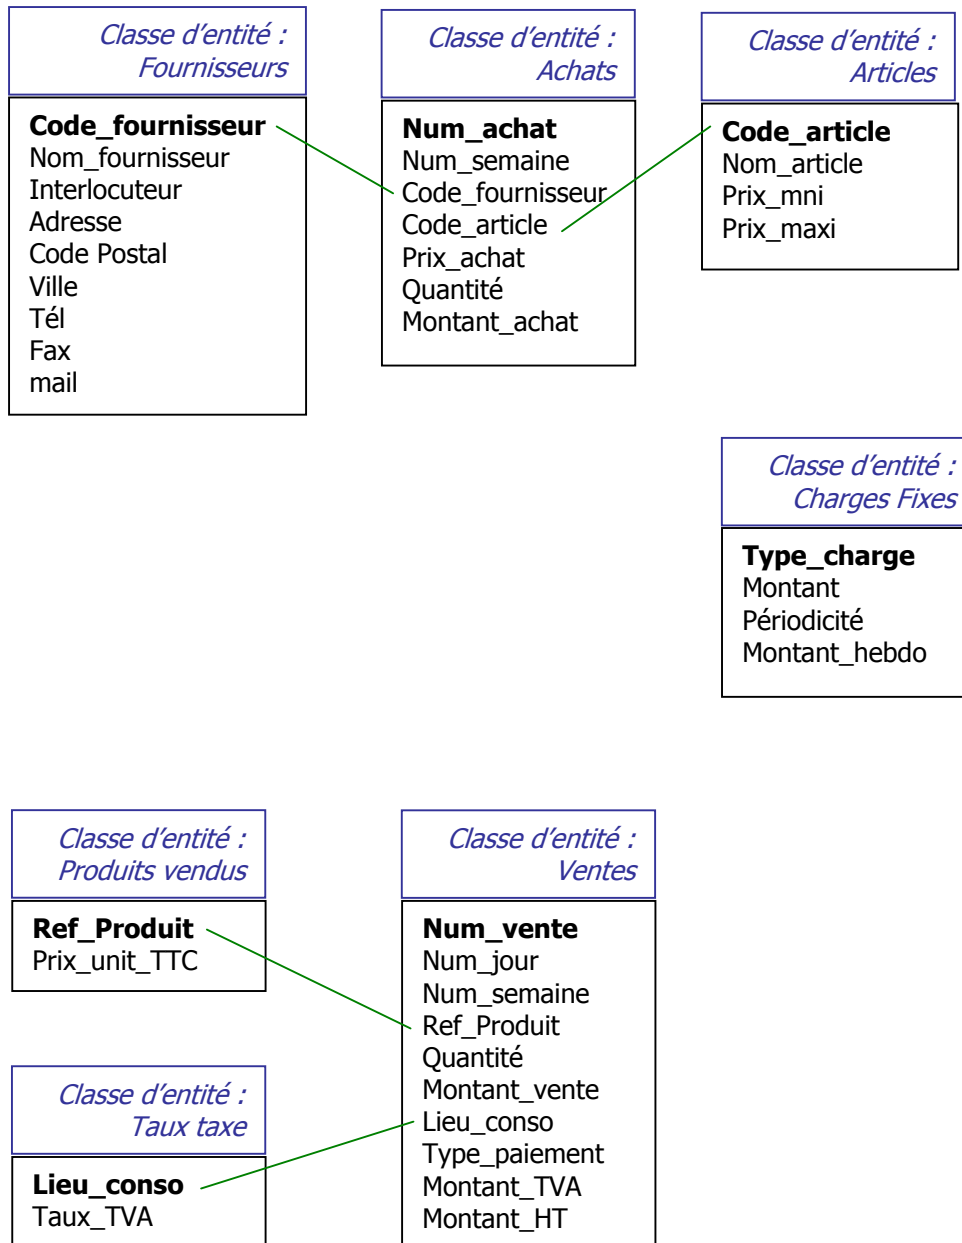 Classe d'entité :
Fournisseurs
Code_fournisseur
Nom_fournisseur
Interlocuteur
Adresse
Code Postal
Ville
Tél
Fax
mail
Classe d'entité :
Achats
Num_achat
Num_semaine
Code_fournisseur
Code_article
Prix_achat
Quantité
Montant_achat
Classe d'entité :
Articles
Code_article
Nom_article
Prix_mni
Prix_maxi
Classe d'entité :
Charges Fixes
Type_charge
Montant
Périodicité
Montant_hebdo
Classe d'entité :
Produits vendus
Ref_Produit
Prix_unit_TTC
Classe d'entité :
Taux taxe
Lieu_conso
Taux_TVA
Classe d'entité :
Ventes
Num_vente
Num_jour
Num_semaine
Ref_Produit
Quantité
Montant_vente
Lieu_conso
Type_paiement
Montant_TVA
Montant_HT